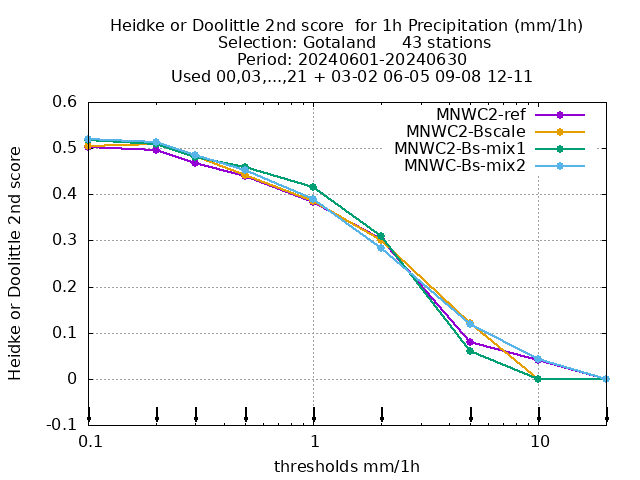 Heidke or Doolittle 2nd score  for 1h Precipitation (mm/1h)
Selection: Gotaland     43 stations
Period: 20240601-20240630
Used 00,03,...,21 + 03-02 06-05 09-08 12-11
MNWC2-ref
MNWC2-Bscale
MNWC2-Bs-mix1
MNWC-Bs-mix2
Heidke or Doolittle 2nd score
0.6
0.5
0.4
0.3
0.2
0.1
0
-0.1
0.1
1
10
thresholds mm/1h